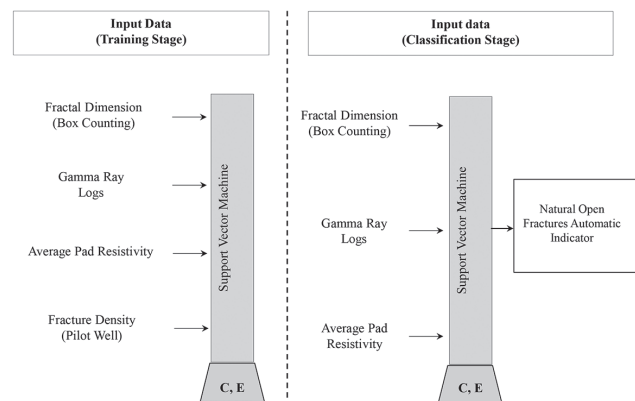 Input Data
(Training Stage)
Fractal Dimension
(Box Counting)
Gamma Ray
Logs
Average Pad Resistivity
Fracture Density
(Pilot Well)
Support Vector Machine
C, E
Input data
(Classification Stage)
Fractal Dimension
(Box Counting)
Gamma Ray
Logs
Average Pad
Resistivity
Support Vector Machine
C, E
Natural Open
Fractures Automatic
Indicator